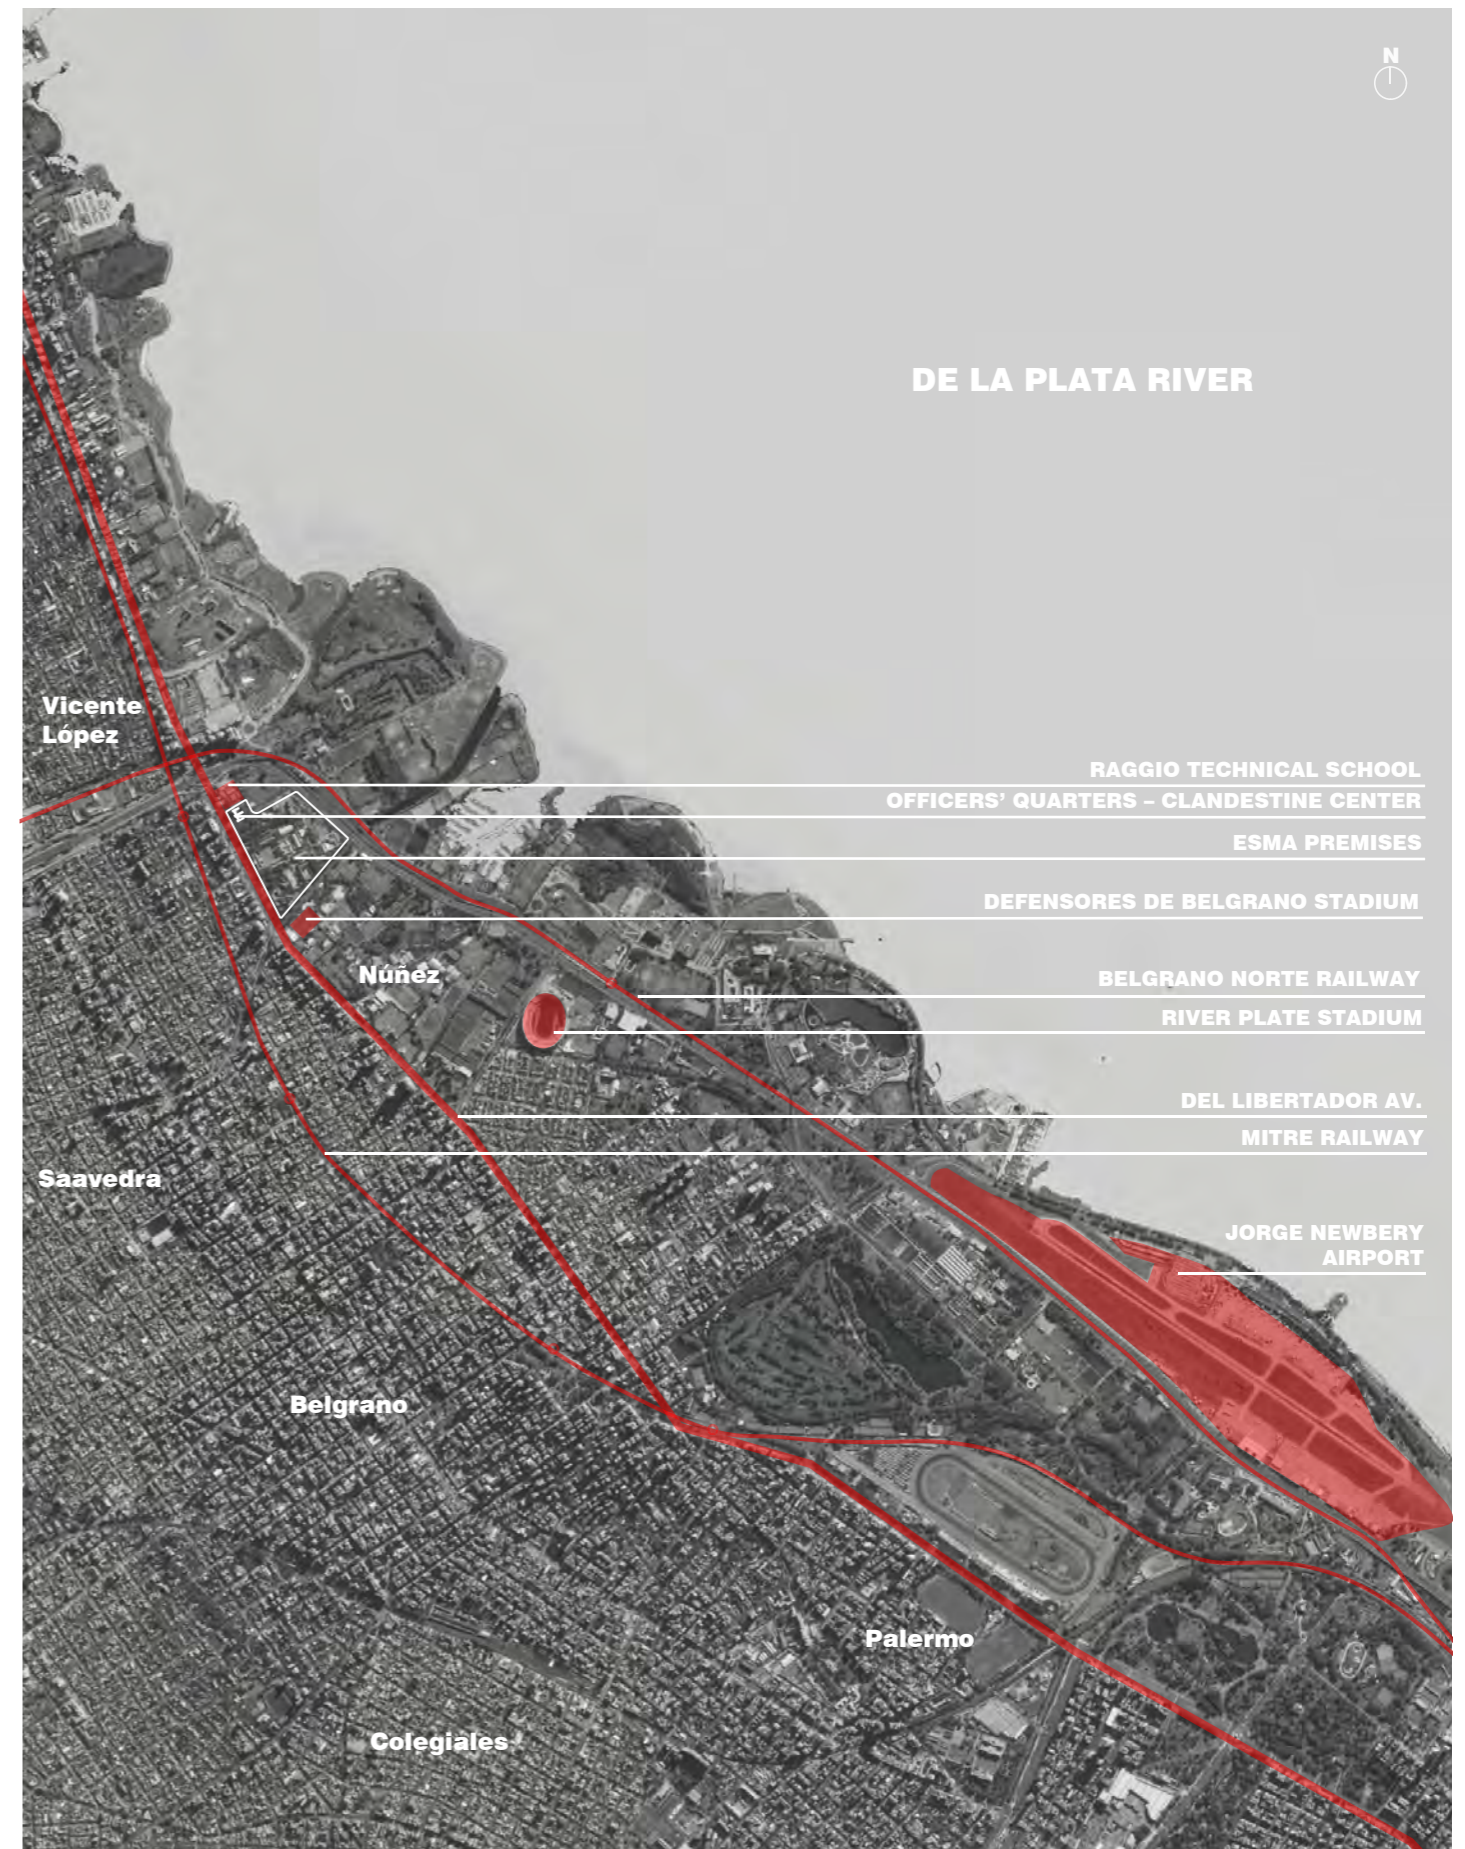 N
DE LA PLATA RIVER
Vicente
López
RAGGIO TECHNICAL SCHOOL
OFFICERS’ QUARTERS – CLANDESTINE CENTER
ESMA PREMISES
DEFENSORES DE BELGRANO STADIUM
Núñez
BELGRANO NORTE RAILWAY
RIVER PLATE STADIUM
DEL LIBERTADOR AV.
MITRE RAILWAY
Saavedra
JORGE NEWBERY
AIRPORT
Belgrano
Palermo
Colegiales